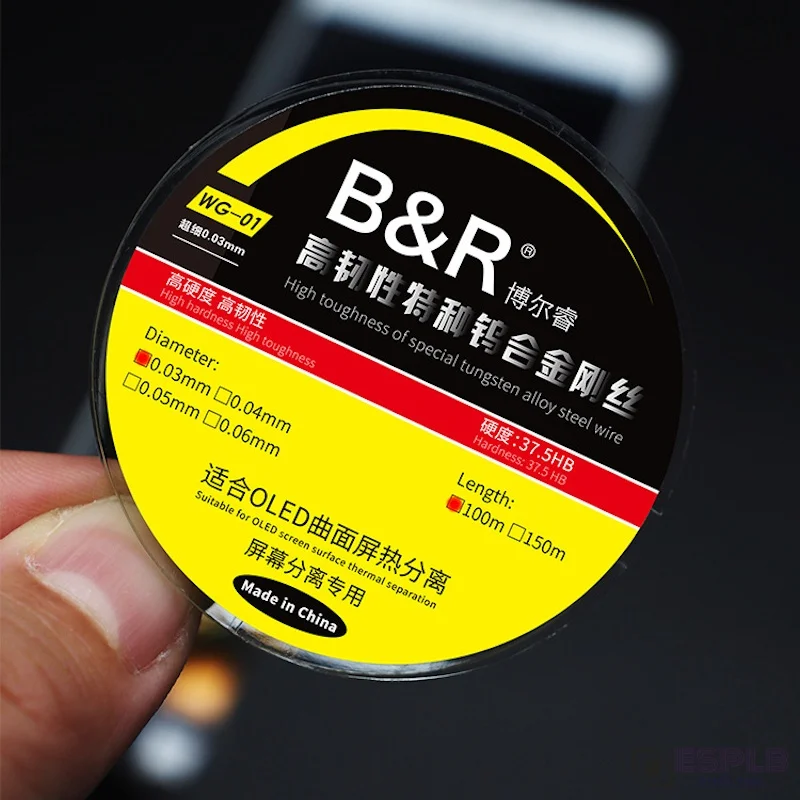 B&R®
博尔睿
WG-01
超细0.03mm
高韧性特种钨合金刚丝
High toughness of special tungsten alloy steel wire
高硬度 高韧性
High hardness High toughness
硬度：37.5HB
Hardness: 37.5 HB
Diameter:
0.03mm 0.04mm
0.05mm 0.06mm
Length:
100m 150m
适合OLED曲面屏热分离
Suitable for OLED screen surface thermal separation
屏幕分离专用
Made in China
ESPLB